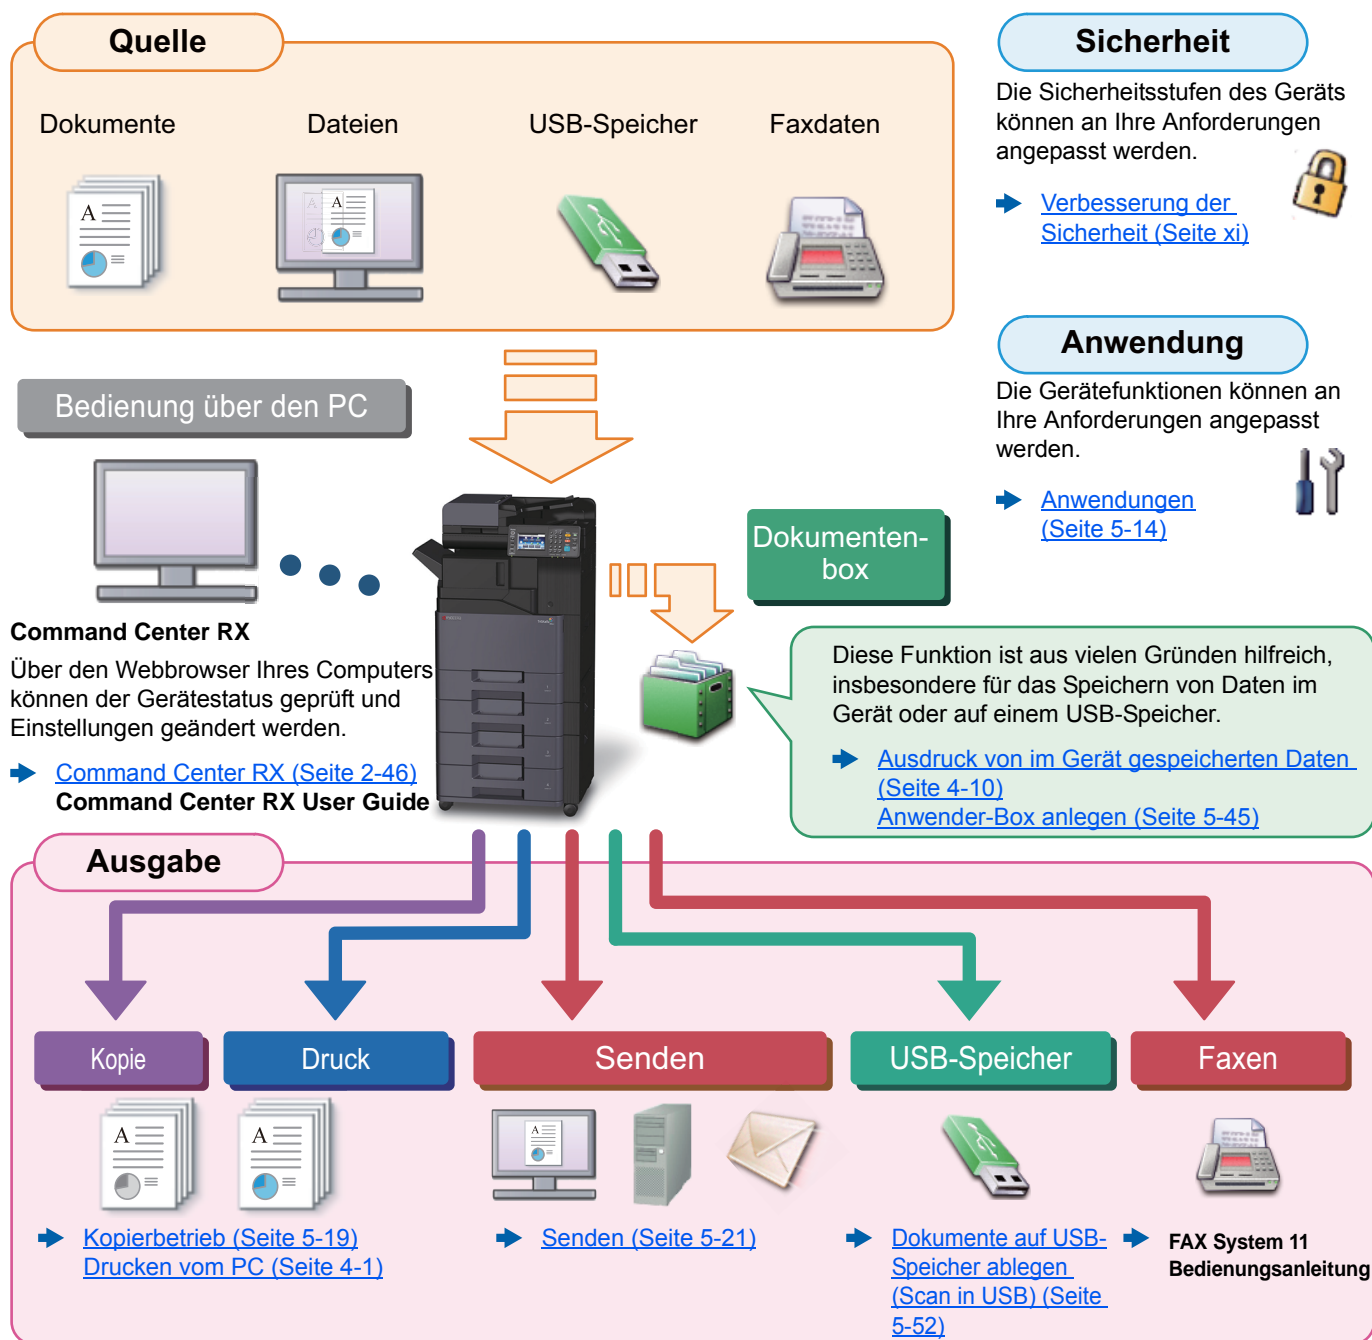 Quelle
Dokumente
Dateien
USB-Speicher
Faxdaten
Sicherheit
Die Sicherheitsstufen des Geräts
können an Ihre Anforderungen
angepasst werden.
Verbesserung der
Sicherheit (Seite xi)
Anwendung
Die Gerätefunktionen können an
Ihre Anforderungen angepasst
werden.
Anwendungen
(Seite 5-14)
Bedienung über den PC
Command Center RX
Über den Webbrowser Ihres Computers
können der Gerätestatus geprüft und
Einstellungen geändert werden.
Command Center RX (Seite 2-46)
Command Center RX User Guide
Dokumenten-
box
Diese Funktion ist aus vielen Gründen hilfreich,
insbesondere für das Speichern von Daten im
Gerät oder auf einem USB-Speicher.
Ausdruck von im Gerät gespeicherten Daten
(Seite 4-10)
Anwender-Box anlegen (Seite 5-45)
Ausgabe
Kopie
Druck
Senden
USB-Speicher
Faxen
A
A
A
Kopierbetrieb (Seite 5-19)
Drucken vom PC (Seite 4-1)
Senden (Seite 5-21)
Dokumente auf USB-
Speicher ablegen
(Scan in USB) (Seite
5-52)
FAX System 11
Bedienungsanleitung